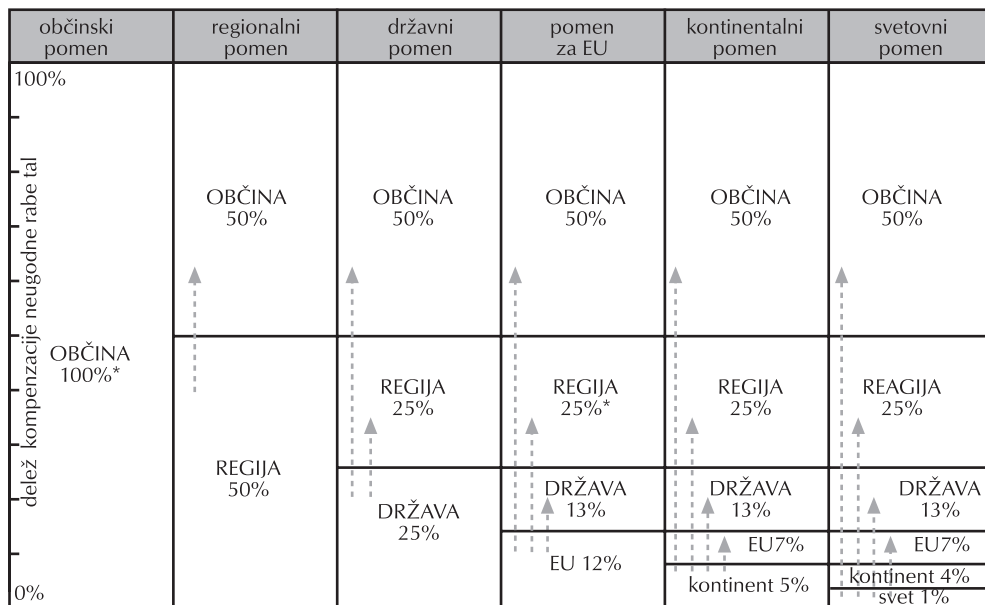 občinski
pomen
regionalni
pomen
državni
pomen
pomen
za EU
kontinentalni
pomen
svetovni
pomen
100%
delež kompenzacije neugodne rabe tal
0%
OBČINA
100%*
OBČINA
50%
REGIJA
50%
OBČINA
50%
REGIJA
25%
DRŽAVA
25%
OBČINA
50%
REGIJA
25%*
DRŽAVA
13%
EU 12%
OBČINA
50%
REGIJA
25%
DRŽAVA
13%
EU7%
kontinent 5%
OBČINA
50%
REAGIJA
25%
DRŽAVA
13%
EU7%
kontinent 4%
svet 1%